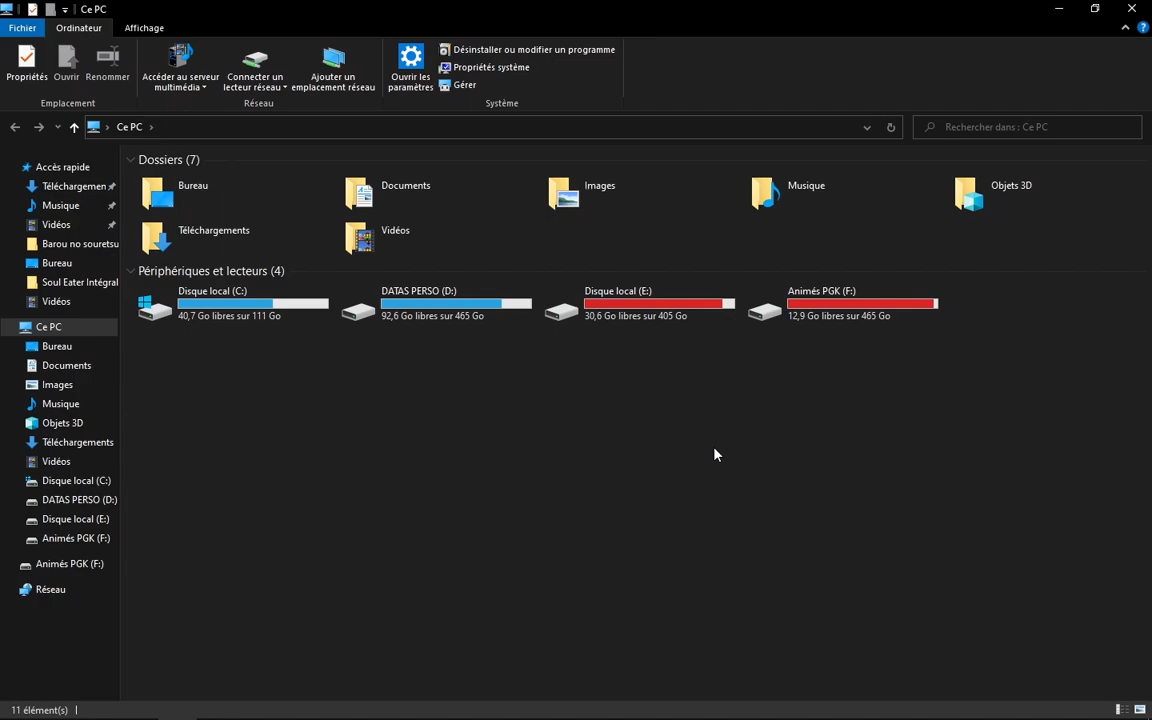 Ce PC
Fichier Ordinateur Affichage
Propriétés Ouvrir Renommer
Accéder au serveur multimédia
Connecter un lecteur réseau
Ajouter un emplacement réseau
Ouvrir les paramètres
Désinstaller ou modifier un programme
Propriétés système
Gérer
Emplacement Réseau Système
Ce PC
Rechercher dans : Ce PC
Accès rapide
Téléchargemen
Musique
Vidéos
Barou no souretsu
Bureau
Soul Eater Intégral
Vidéos
Ce PC
Bureau
Documents
Images
Musique
Objets 3D
Téléchargements
Vidéos
Disque local (C:)
DATAS PERSO (D:)
Disque local (E:)
Animés PGK (F:)
Animés PGK (F:)
Réseau
Dossiers (7)
Bureau Documents Images Musique Objets 3D
Téléchargements Vidéos
Périphériques et lecteurs (4)
Disque local (C:)
40,7 Go libres sur 111 Go
DATAS PERSO (D:)
92,6 Go libres sur 465 Go
Disque local (E:)
30,6 Go libres sur 405 Go
Animés PGK (F:)
12,9 Go libres sur 465 Go
11 élément(s)